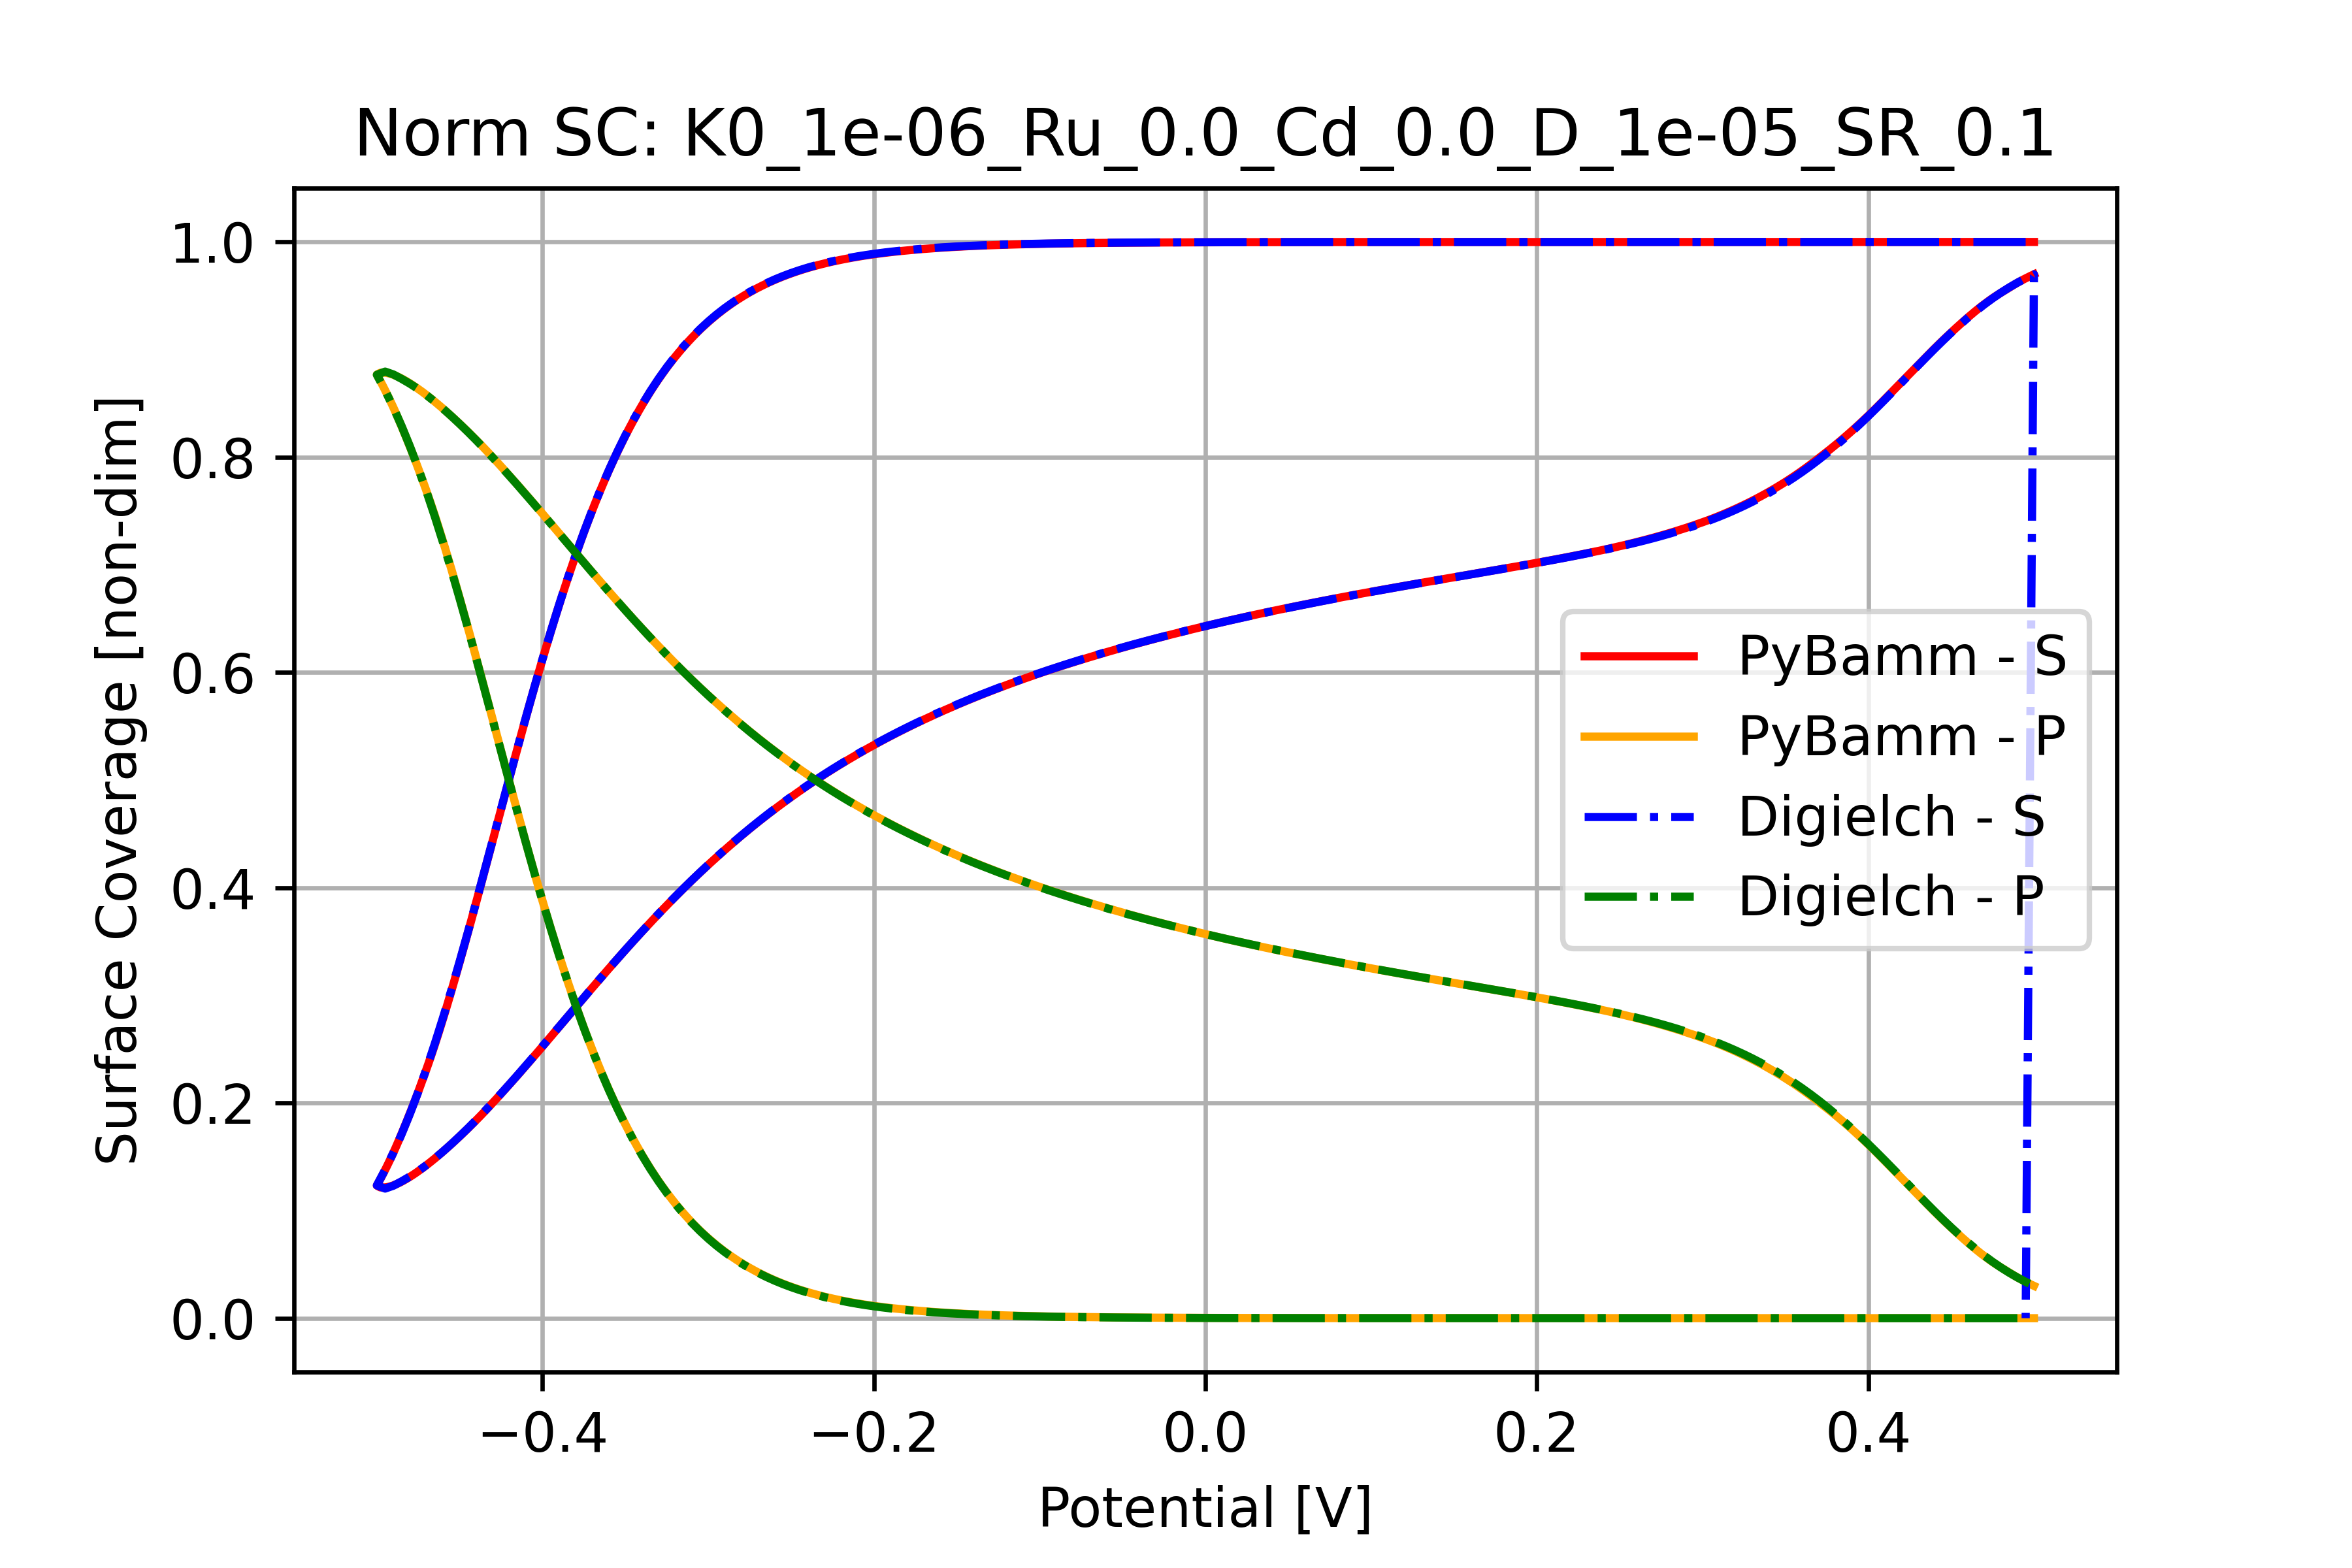 Norm SC: K0_1e-06_Ru_0.0_Cd_0.0_D_1e-05_SR_0.1
1.0
0.8
0.6
0.4
0.2
0.0
Surface Coverage [non-dim]
PyBamm - S
PyBamm - P
Digielch - S
Digielch - P
−0.4
−0.2
0.0
0.2
0.4
Potential [V]